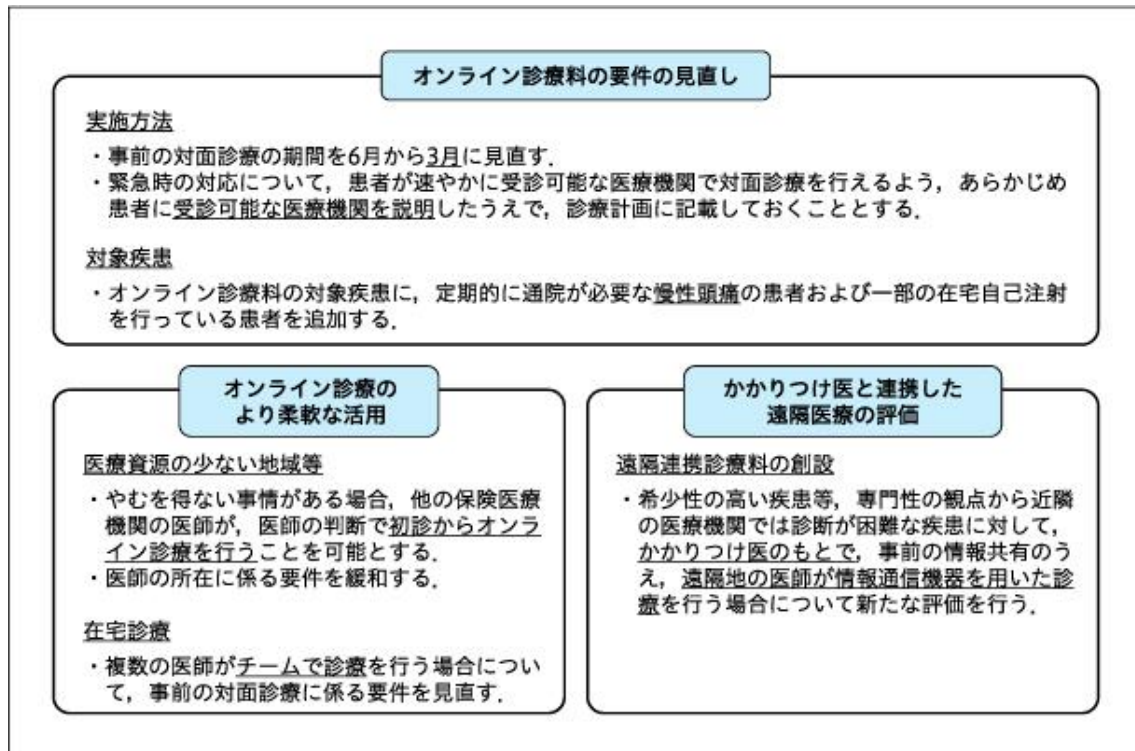 オンライン診療料の要件の見直し
実施方法
・事前の対面診療の期間を6月から3月に見直す．
・緊急時の対応について，患者が速やかに受診可能な医療機関で対面診療を行えるよう，あらかじめ
患者に受診可能な医療機関を説明したうえで，診療計画に記載しておくこととする．
対象疾患
・オンライン診療料の対象疾患に，定期的に通院が必要な慢性頭痛の患者および一部の在宅自己注射
を行っている患者を追加する．
オンライン診療の
より柔軟な活用
医療資源の少ない地域等
・やむを得ない事情がある場合，他の保険医療
機関の医師が，医師の判断で初診からオンラ
イン診療を行うことを可能とする．
・医師の所在に係る要件を緩和する．
在宅診療
・複数の医師がチームで診療を行う場合につい
て，事前の対面診療に係る要件を見直す．
かかりつけ医と連携した
遠隔医療の評価
遠隔連携診療料の創設
・希少性の高い疾患等，専門性の観点から近隣
の医療機関では診断が困難な疾患に対して，
かかりつけ医のもとで，事前の情報共有のう
え，遠隔地の医師が情報通信機器を用いた診
療を行う場合について新たな評価を行う．